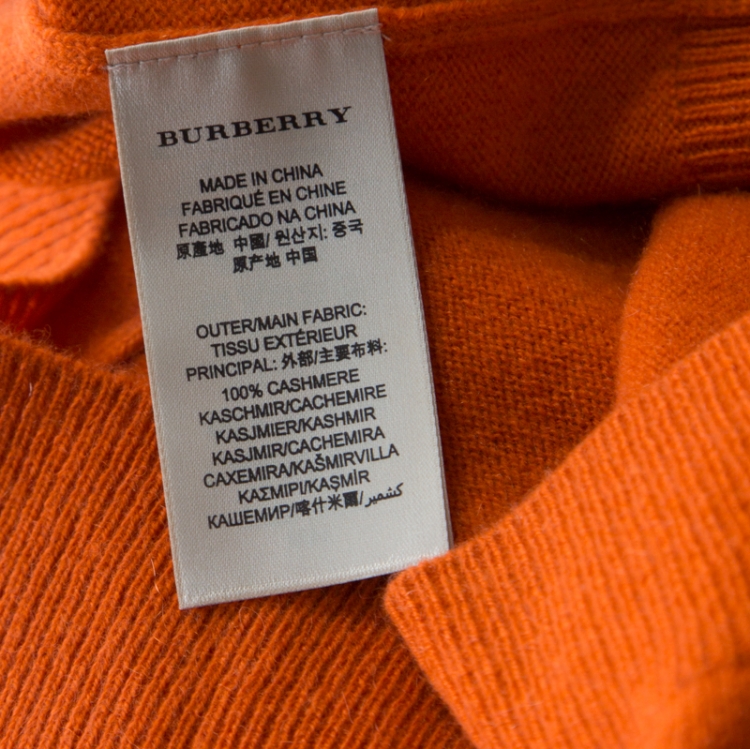 BURBERRY
MADE IN CHINA
FABRIQUÉ EN CHINE
FABRICADO NA CHINA
原產地 中國/ 원산지: 중국
原产地 中国
OUTER/MAIN FABRIC:
TISSU EXTÉRIEUR
PRINCIPAL: 外部/主要布料:
100% CASHMERE
KASCHMIR/CACHEMIRE
KASJMIER/KASHMIR
KASJMIR/CACHEMIRA
CAXEMIRA/KAŠMIRVILLA
ΚΑΣΜΙΡΙ/KAŞMİR
КАШЕМИР/喀什米爾/كشمير